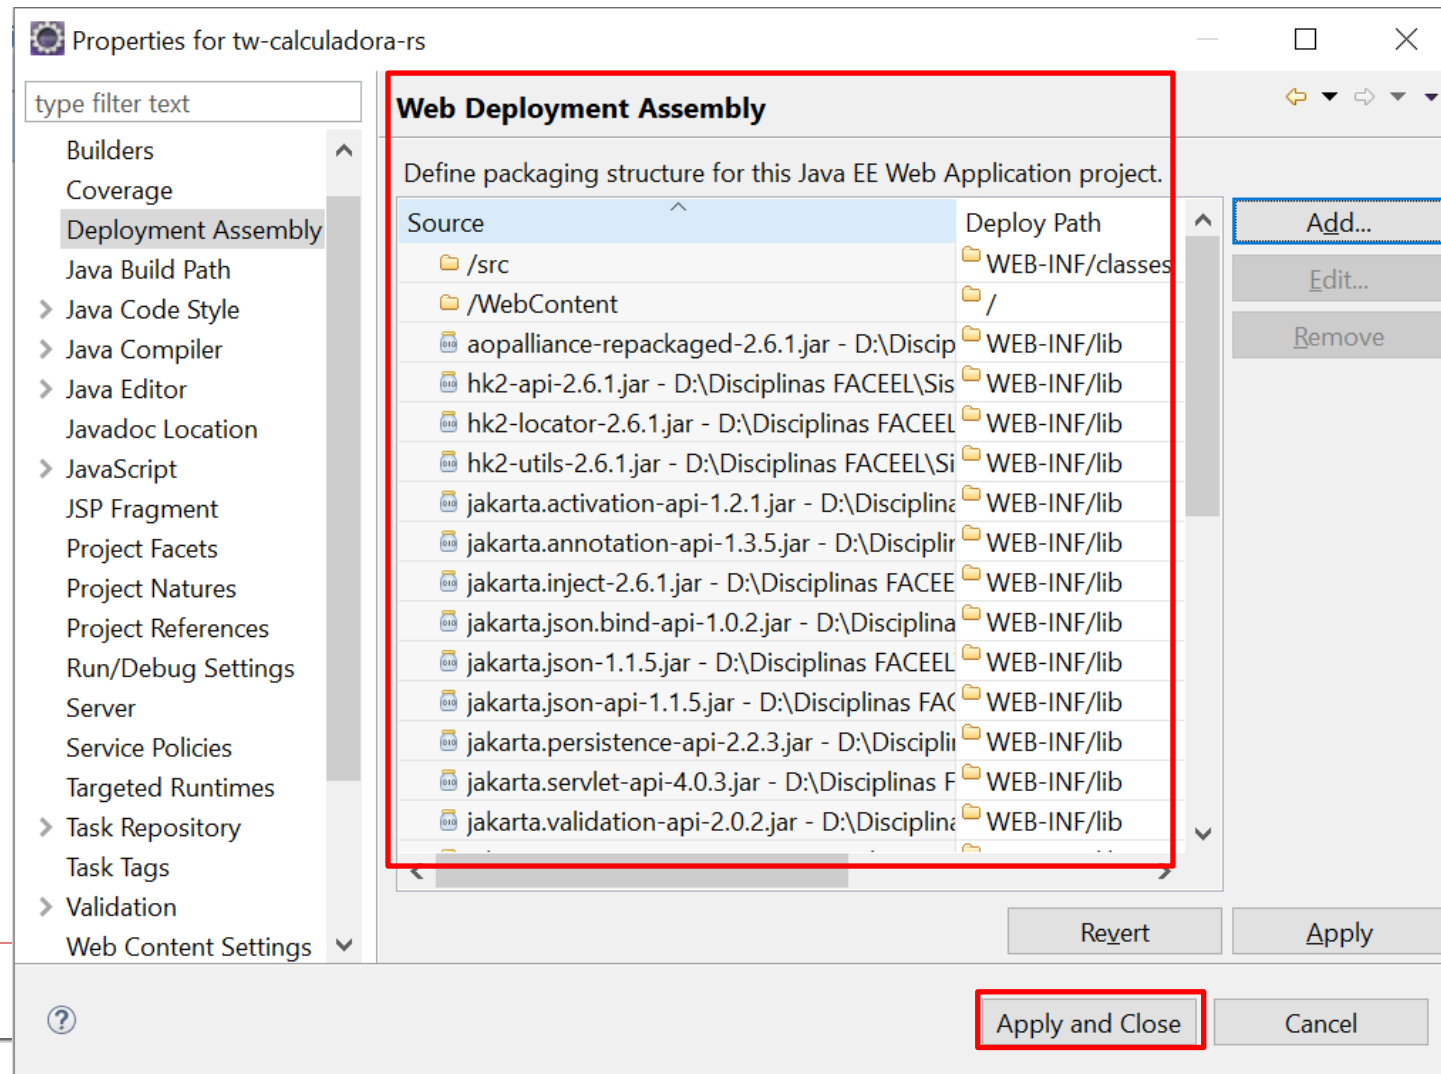 Properties for tw-calculadora-rs
type filter text
Builders
Coverage
Deployment Assembly
Java Build Path
Java Code Style
Java Compiler
Java Editor
Javadoc Location
JavaScript
JSP Fragment
Project Facets
Project Natures
Project References
Run/Debug Settings
Server
Service Policies
Targeted Runtimes
Task Repository
Task Tags
Validation
Web Content Settings
Web Deployment Assembly
Define packaging structure for this Java EE Web Application project.
Source Deploy Path
/src WEB-INF/classes
/WebContent /
aopalliance-repackaged-2.6.1.jar - D:\Discip WEB-INF/lib
hk2-api-2.6.1.jar - D:\Disciplinas FACEEL\Sis WEB-INF/lib
hk2-locator-2.6.1.jar - D:\Disciplinas FACEEL WEB-INF/lib
hk2-utils-2.6.1.jar - D:\Disciplinas FACEEL\Si WEB-INF/lib
jakarta.activation-api-1.2.1.jar - D:\Disciplina WEB-INF/lib
jakarta.annotation-api-1.3.5.jar - D:\Disciplin WEB-INF/lib
jakarta.inject-2.6.1.jar - D:\Disciplinas FACEE WEB-INF/lib
jakarta.json.bind-api-1.0.2.jar - D:\Disciplina WEB-INF/lib
jakarta.json-1.1.5.jar - D:\Disciplinas FACEEL WEB-INF/lib
jakarta.json-api-1.1.5.jar - D:\Disciplinas FAC WEB-INF/lib
jakarta.persistence-api-2.2.3.jar - D:\Disciplin WEB-INF/lib
jakarta.servlet-api-4.0.3.jar - D:\Disciplinas F WEB-INF/lib
jakarta.validation-api-2.0.2.jar - D:\Disciplina WEB-INF/lib
Add...
Edit...
Remove
Revert Apply
Apply and Close Cancel